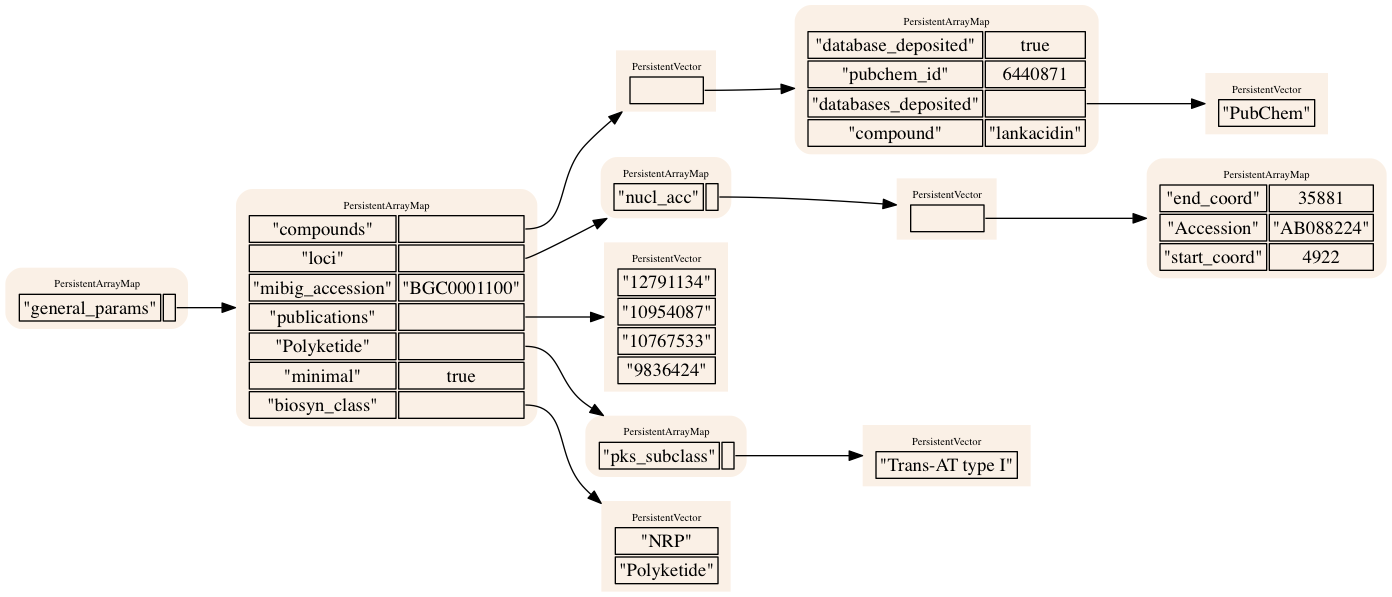 PersistentArrayMap
"general_params"
PersistentArrayMap
"compounds"
"loci"
"mibig_accession" "BGC0001100"
"publications"
"Polyketide"
"minimal" true
"biosyn_class"
PersistentVector
PersistentArrayMap
"database_deposited" true
"pubchem_id" 6440871
"databases_deposited"
"compound" "lankacidin"
PersistentVector
"PubChem"
PersistentArrayMap
"nucl_acc"
PersistentVector
PersistentArrayMap
"end_coord" 35881
"Accession" "AB088224"
"start_coord" 4922
PersistentVector
"12791134"
"10954087"
"10767533"
"9836424"
PersistentArrayMap
"pks_subclass"
PersistentVector
"Trans-AT type I"
PersistentVector
"NRP"
"Polyketide"